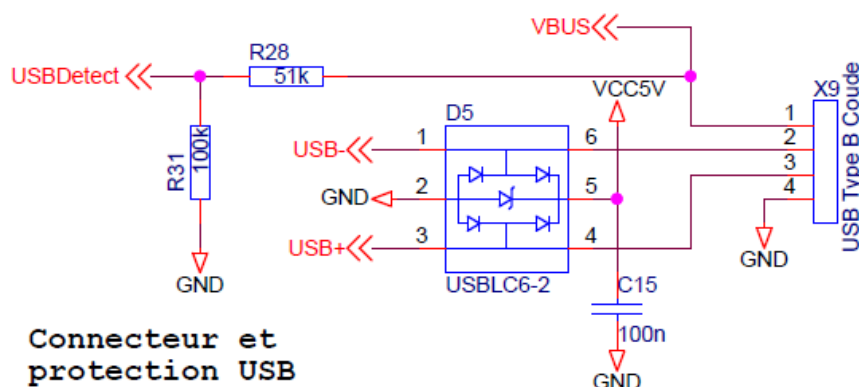 VBUS
R28
USBDetect
51k
VCC5V
X9
D5
1
USB-
1
6
2
R31
100k
3
GND
2
5
4
USB+
3
4
GND
USB Type B Coude
GND
USBLC6-2
C15
100n
Connecteur et
protection USB
GND